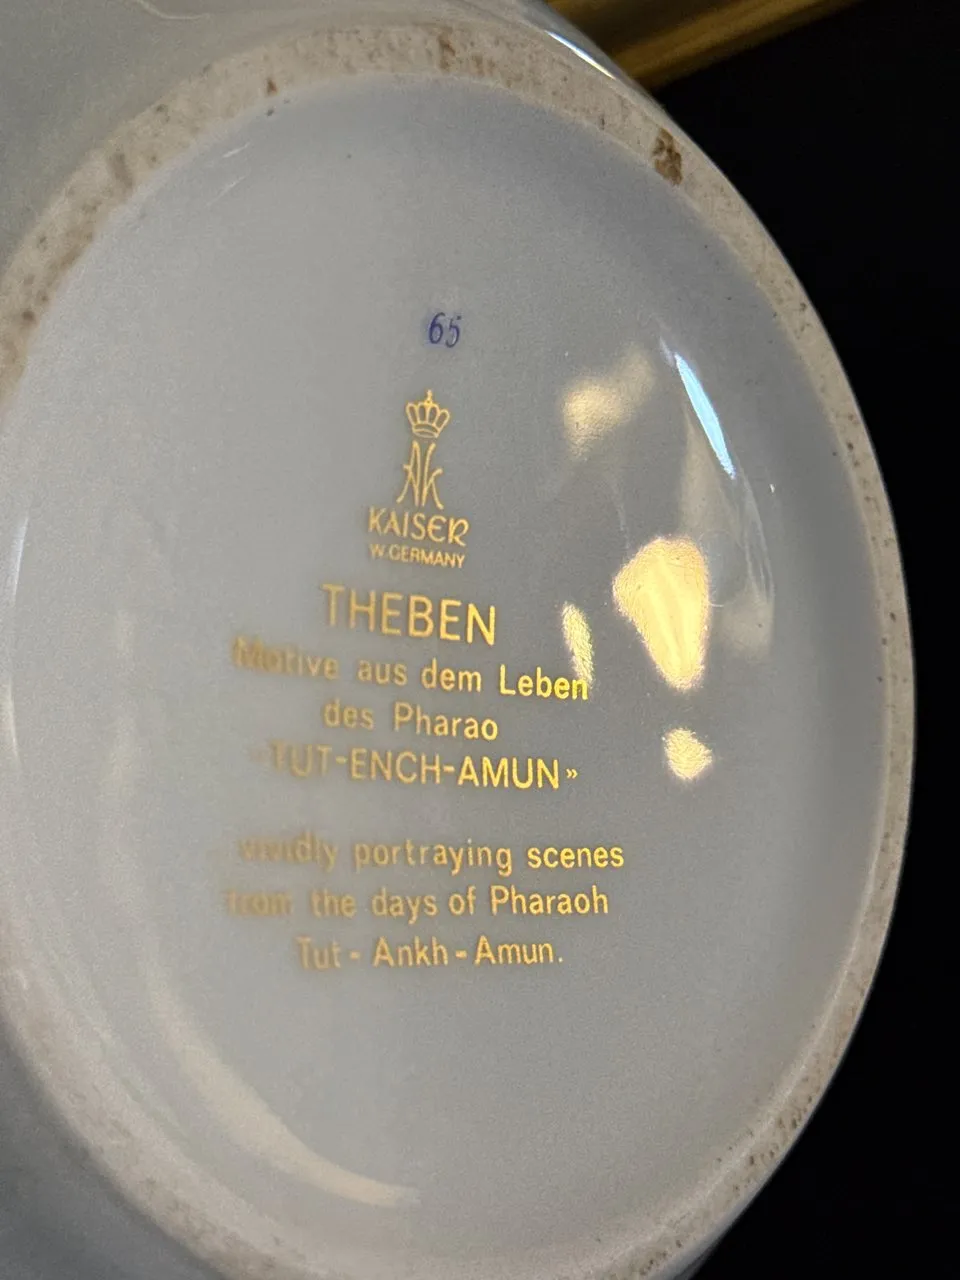 65
AK
KAISER
W.GERMANY
THEBEN
Motive aus dem Leben
des Pharao
«TUT-ENCH-AMUN»
vividly portraying scenes
from the days of Pharaoh
Tut-Ankh-Amun.